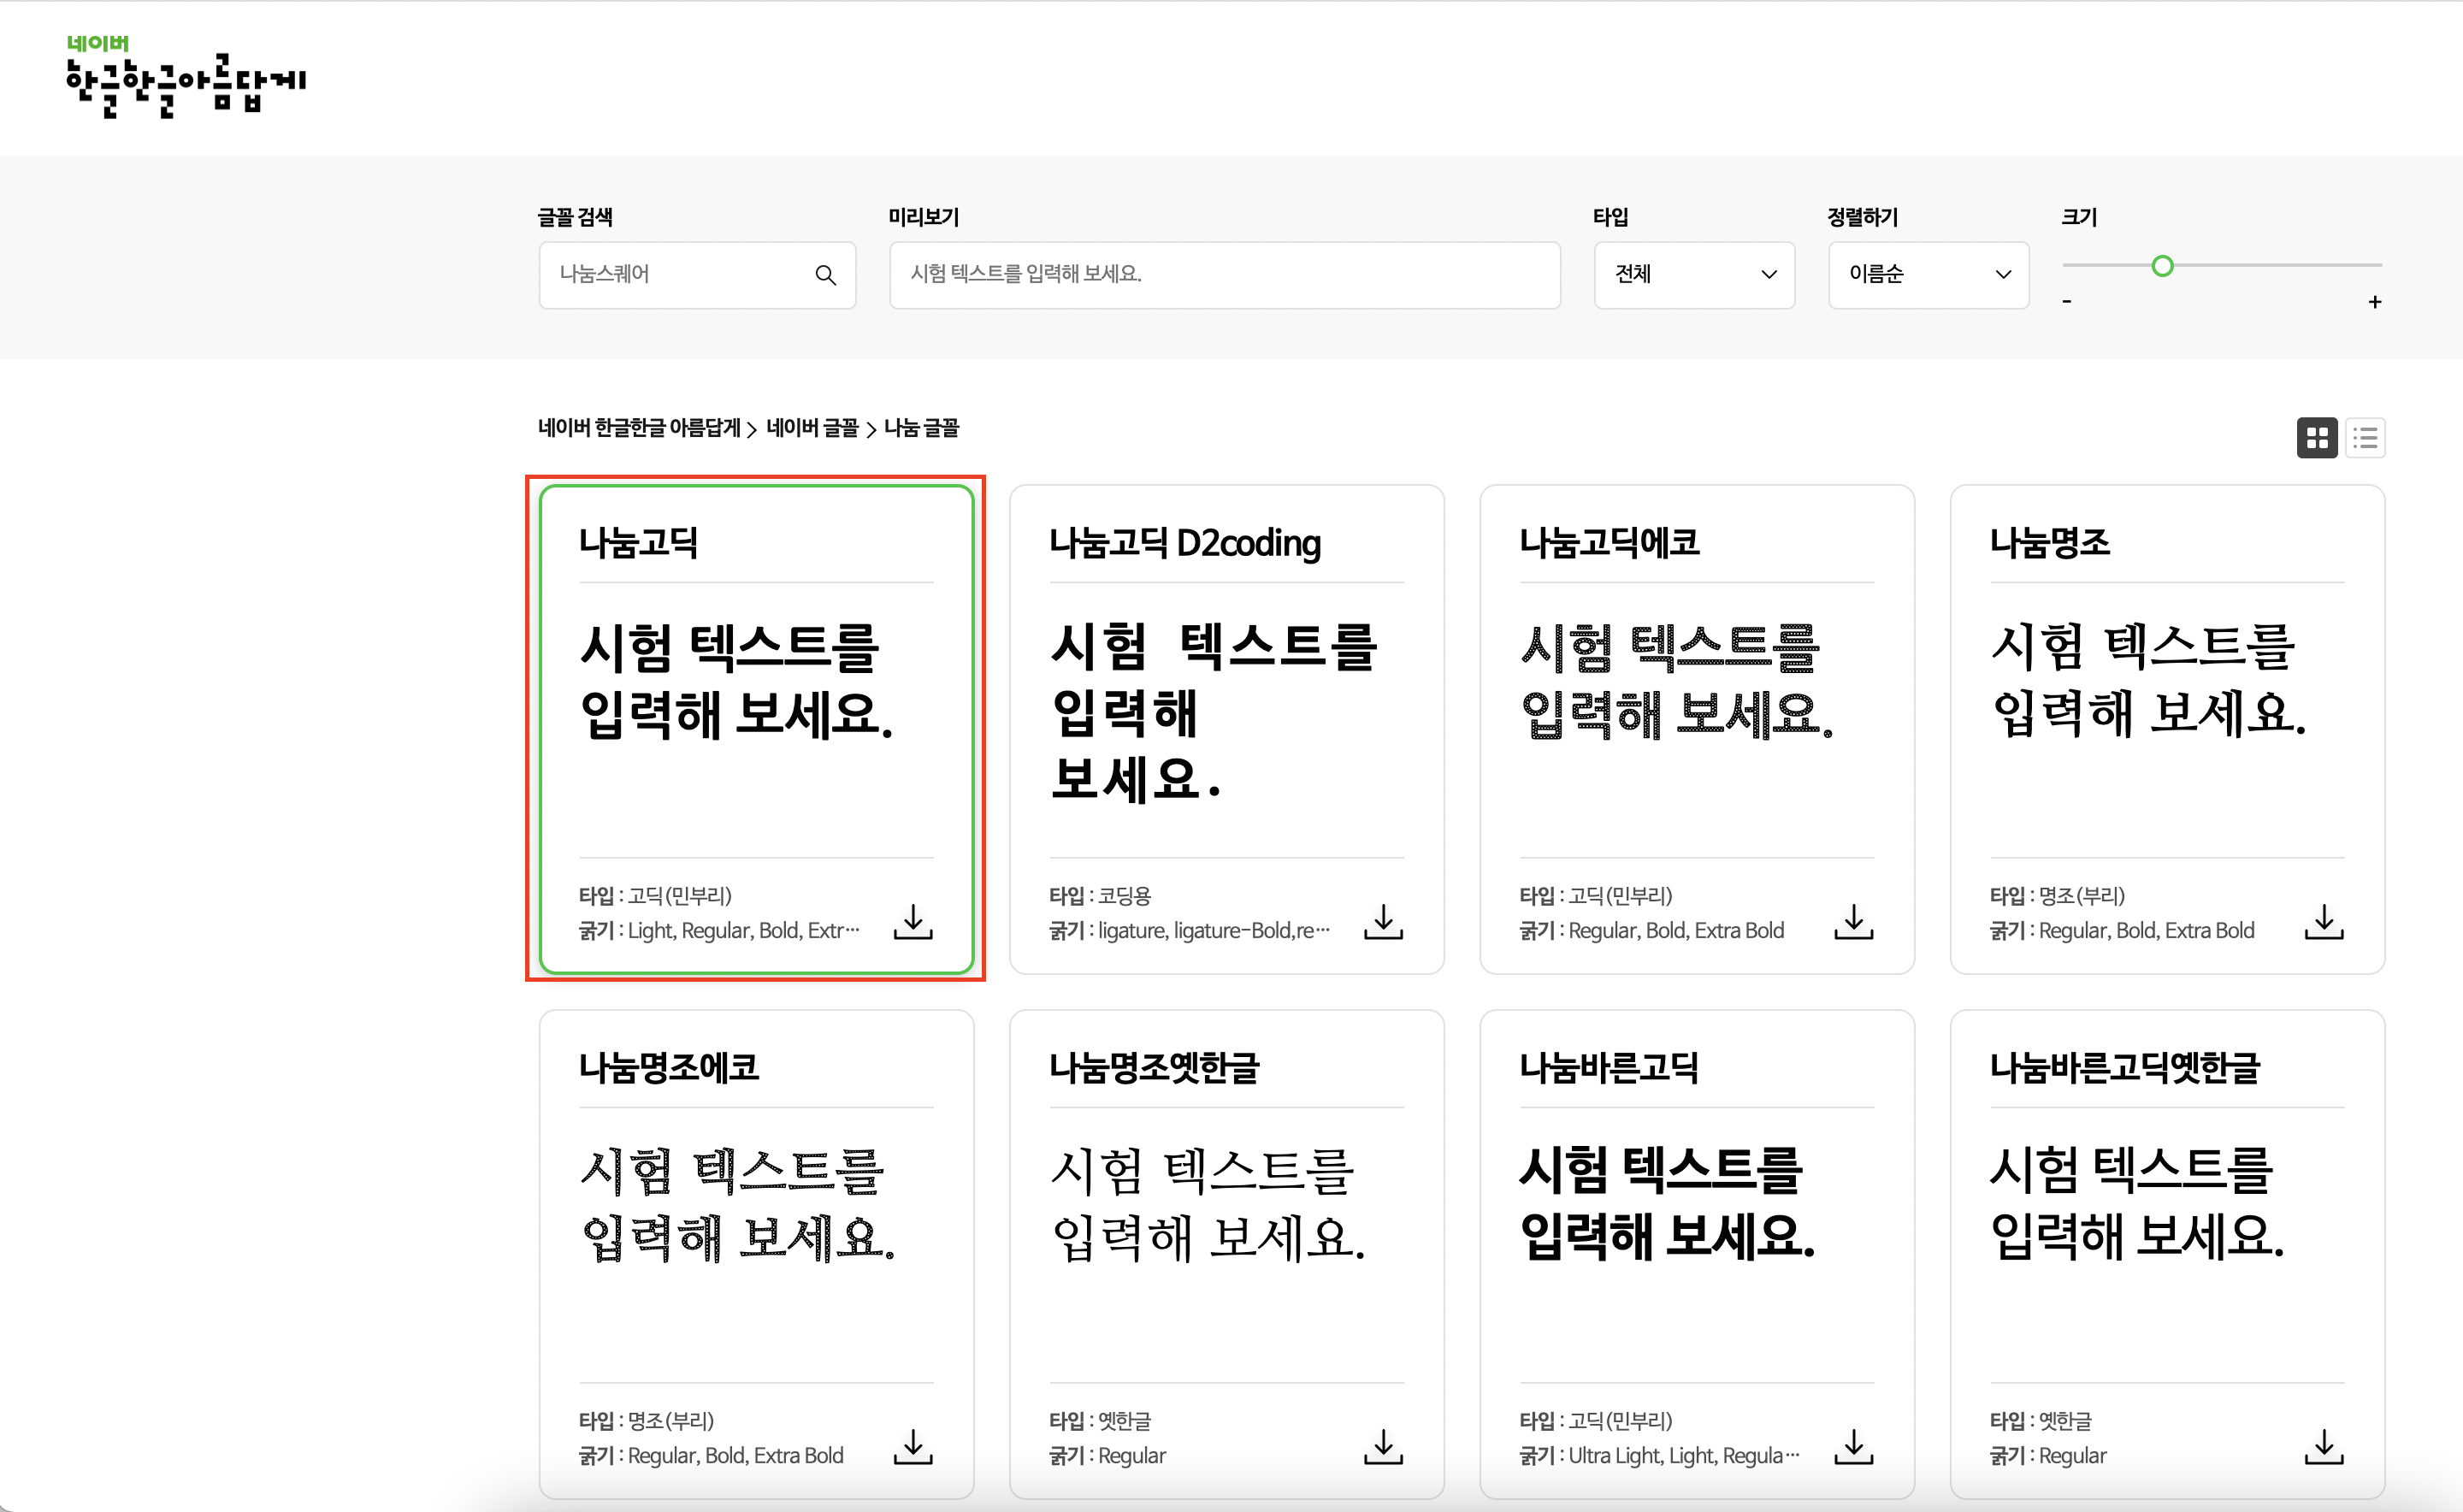 네이버
한글한글아름답게
글꼴 검색
미리보기
타입
정렬하기
크기
나눔스퀘어
시험 텍스트를 입력해 보세요.
전체
이름순
- +
네이버 한글한글 아름답게 > 네이버 글꼴 > 나눔 글꼴
나눔고딕
시험 텍스트를
입력해 보세요.
타입 : 고딕(민부리)
굵기 : Light, Regular, Bold, Extr···
나눔고딕 D2coding
시험 텍스트를
입력해
보세요.
타입 : 코딩용
굵기 : ligature, ligature-Bold,re···
나눔고딕에코
시험 텍스트를
입력해 보세요.
타입 : 고딕(민부리)
굵기 : Regular, Bold, Extra Bold
나눔명조
시험 텍스트를
입력해 보세요.
타입 : 명조(부리)
굵기 : Regular, Bold, Extra Bold
나눔명조에코
시험 텍스트를
입력해 보세요.
타입 : 명조(부리)
굵기 : Regular, Bold, Extra Bold
나눔명조옛한글
시험 텍스트를
입력해 보세요.
타입 : 옛한글
굵기 : Regular
나눔바른고딕
시험 텍스트를
입력해 보세요.
타입 : 고딕(민부리)
굵기 : Ultra Light, Light, Regula···
나눔바른고딕옛한글
시험 텍스트를
입력해 보세요.
타입 : 옛한글
굵기 : Regular